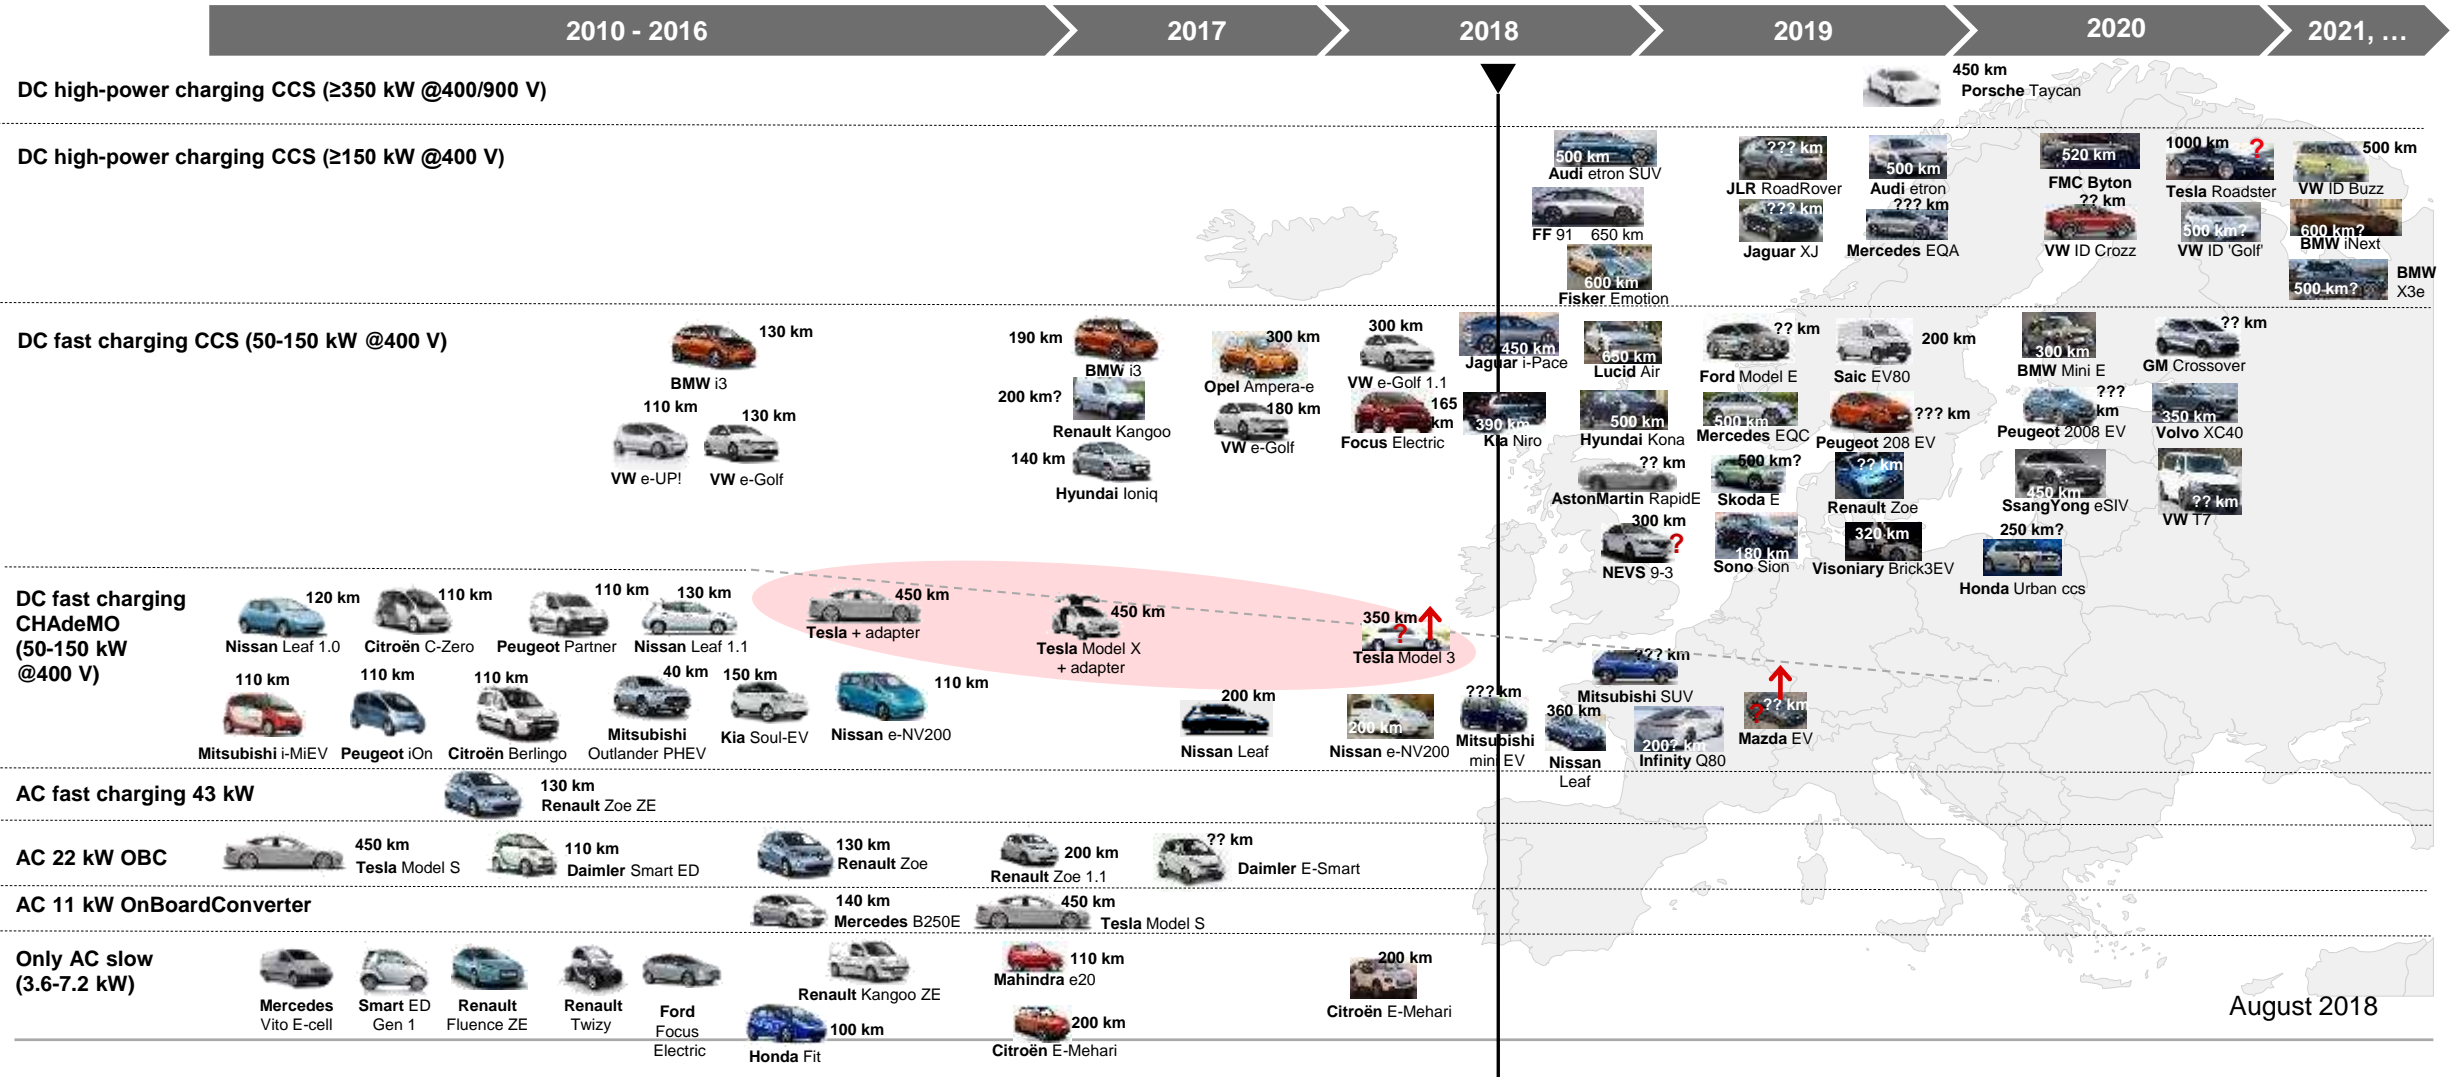 2010 - 2016
2017
2018
2019
2020
2021, …
DC high-power charging CCS (≥350 kW @400/900 V)
450 km
Porsche Taycan
DC high-power charging CCS (≥150 kW @400 V)
500 km
Audi etron SUV
??? km
JLR RoadRover
500 km
Audi etron
520 km
FMC Byton
1000 km
?
Tesla Roadster
500 km
VW ID Buzz
FF 91 650 km
??? km
Jaguar XJ
??? km
Mercedes EQA
?? km
VW ID Crozz
500 km?
VW ID 'Golf'
600 km?
BMW iNext
600 km
Fisker Emotion
500 km?
BMW
X3e
DC fast charging CCS (50-150 kW @400 V)
130 km
BMW i3
190 km
BMW i3
300 km
Opel Ampera-e
300 km
VW e-Golf 1.1
450 km
Jaguar i-Pace
650 km
Lucid Air
?? km
Ford Model E
200 km
Saic EV80
300 km
BMW Mini E
?? km
GM Crossover
110 km
VW e-UP!
130 km
VW e-Golf
200 km?
Renault Kangoo
180 km
VW e-Golf
165
km
Focus Electric
390 km
Kia Niro
500 km
Hyundai Kona
500 km
Mercedes EQC
??? km
Peugeot 208 EV
???
km
Peugeot 2008 EV
350 km
Volvo XC40
140 km
Hyundai Ioniq
?? km
AstonMartin RapidE
500 km?
Skoda E
?? km
Renault Zoe
450 km
SsangYong eSIV
?? km
VW T7
300 km
?
NEVS 9-3
180 km
Sono Sion
320 km
Visoniary Brick3EV
250 km?
Honda Urban ccs
DC fast charging
CHAdeMO
(50-150 kW
@400 V)
120 km
Nissan Leaf 1.0
110 km
Citroën C-Zero
110 km
Peugeot Partner
130 km
Nissan Leaf 1.1
450 km
Tesla + adapter
450 km
Tesla Model X
+ adapter
350 km
?
Tesla Model 3
??? km
Mitsubishi SUV
110 km
Mitsubishi i-MiEV
110 km
Peugeot iOn
110 km
Citroën Berlingo
40 km
Mitsubishi
Outlander PHEV
150 km
Kia Soul-EV
110 km
Nissan e-NV200
200 km
Nissan Leaf
200 km
Nissan e-NV200
??? km
Mitsubishi
mini EV
360 km
Nissan
Leaf
200? km
Infinity Q80
? ?? km
Mazda EV
AC fast charging 43 kW
130 km
Renault Zoe ZE
AC 22 kW OBC
450 km
Tesla Model S
110 km
Daimler Smart ED
130 km
Renault Zoe
200 km
Renault Zoe 1.1
?? km
Daimler E-Smart
AC 11 kW OnBoardConverter
140 km
Mercedes B250E
450 km
Tesla Model S
Only AC slow
(3.6-7.2 kW)
Mercedes
Vito E-cell
Smart ED
Gen 1
Renault
Fluence ZE
Renault
Twizy
Ford
Focus
Electric
Renault Kangoo ZE
100 km
Honda Fit
110 km
Mahindra e20
200 km
Citroën E-Mehari
200 km
Citroën E-Mehari
August 2018